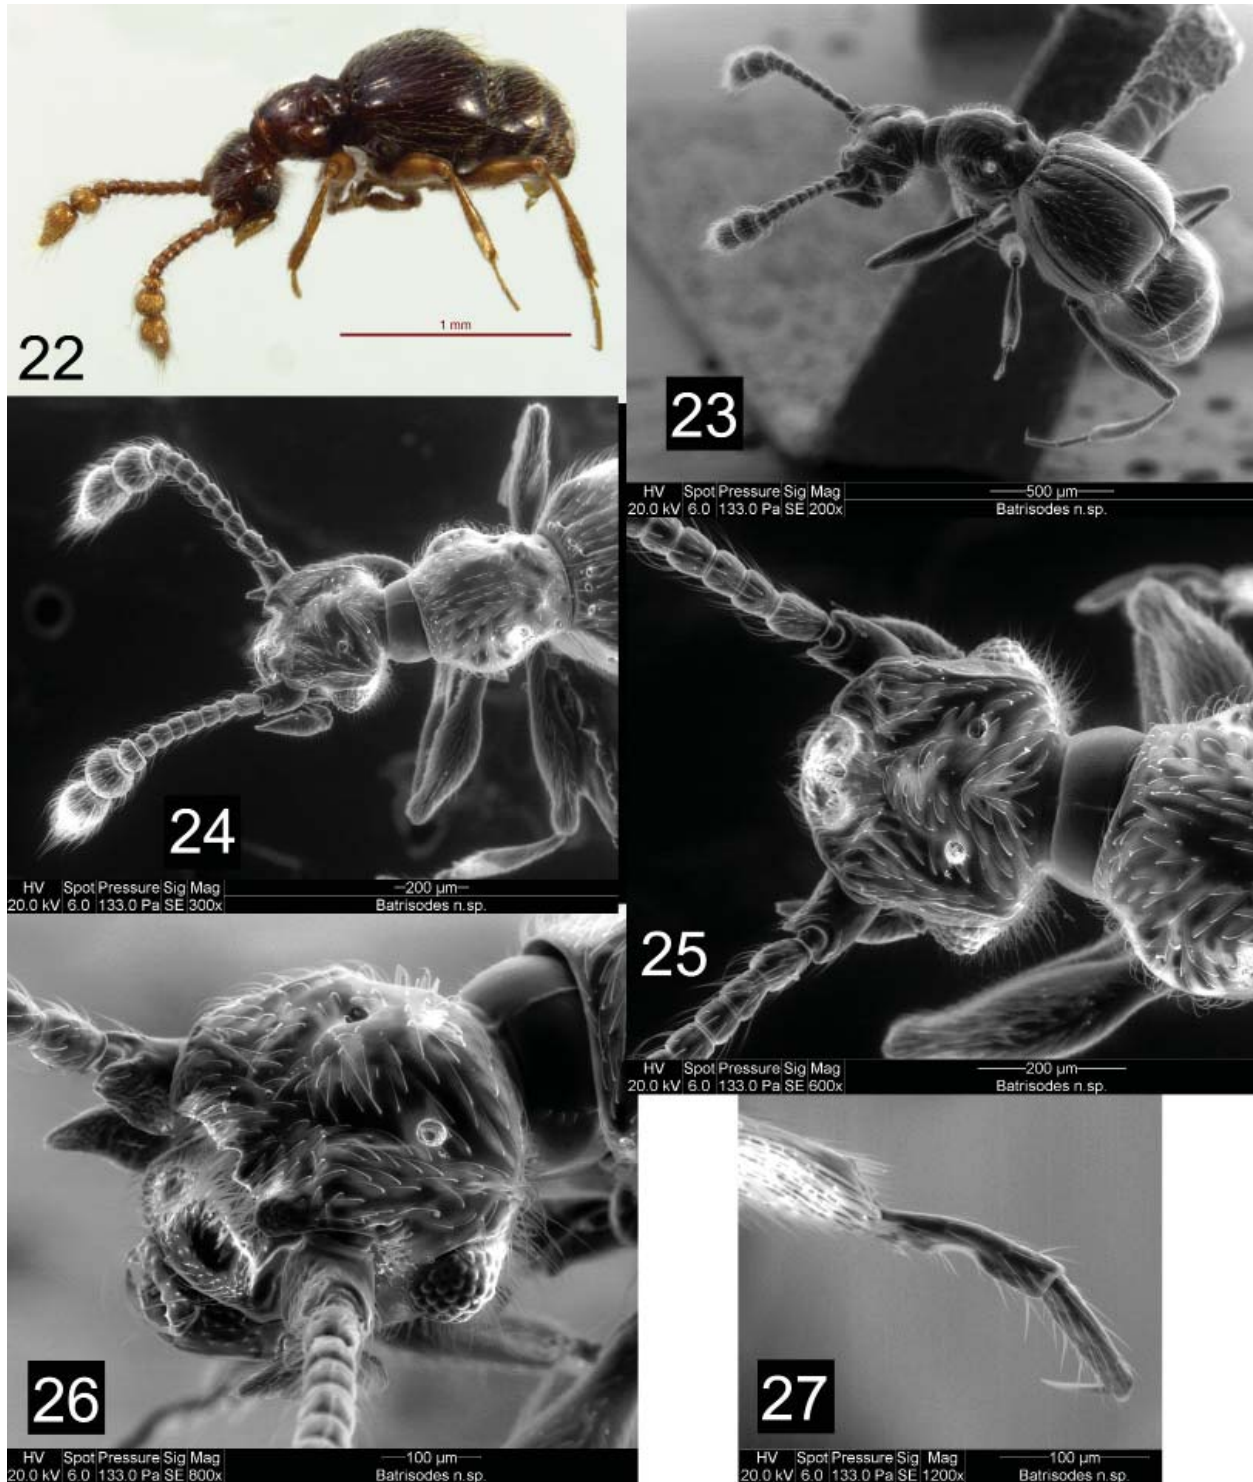 1 mm
22
23
HV Spot Pressure Sig Mag 500 µm
20.0 kV 6.0 133.0 Pa SE 200x Batrisodes n.sp.
24
HV Spot Pressure Sig Mag 200 µm
20.0 kV 6.0 133.0 Pa SE 300x Batrisodes n.sp.
25
HV Spot Pressure Sig Mag 200 µm
20.0 kV 6.0 133.0 Pa SE 600x Batrisodes n.sp.
26
HV Spot Pressure Sig Mag 100 µm
20.0 kV 6.0 133.0 Pa SE 800x Batrisodes n.sp.
27
HV Spot Pressure Sig Mag 100 µm
20.0 kV 6.0 133.0 Pa SE 1200x Batrisodes n.sp.